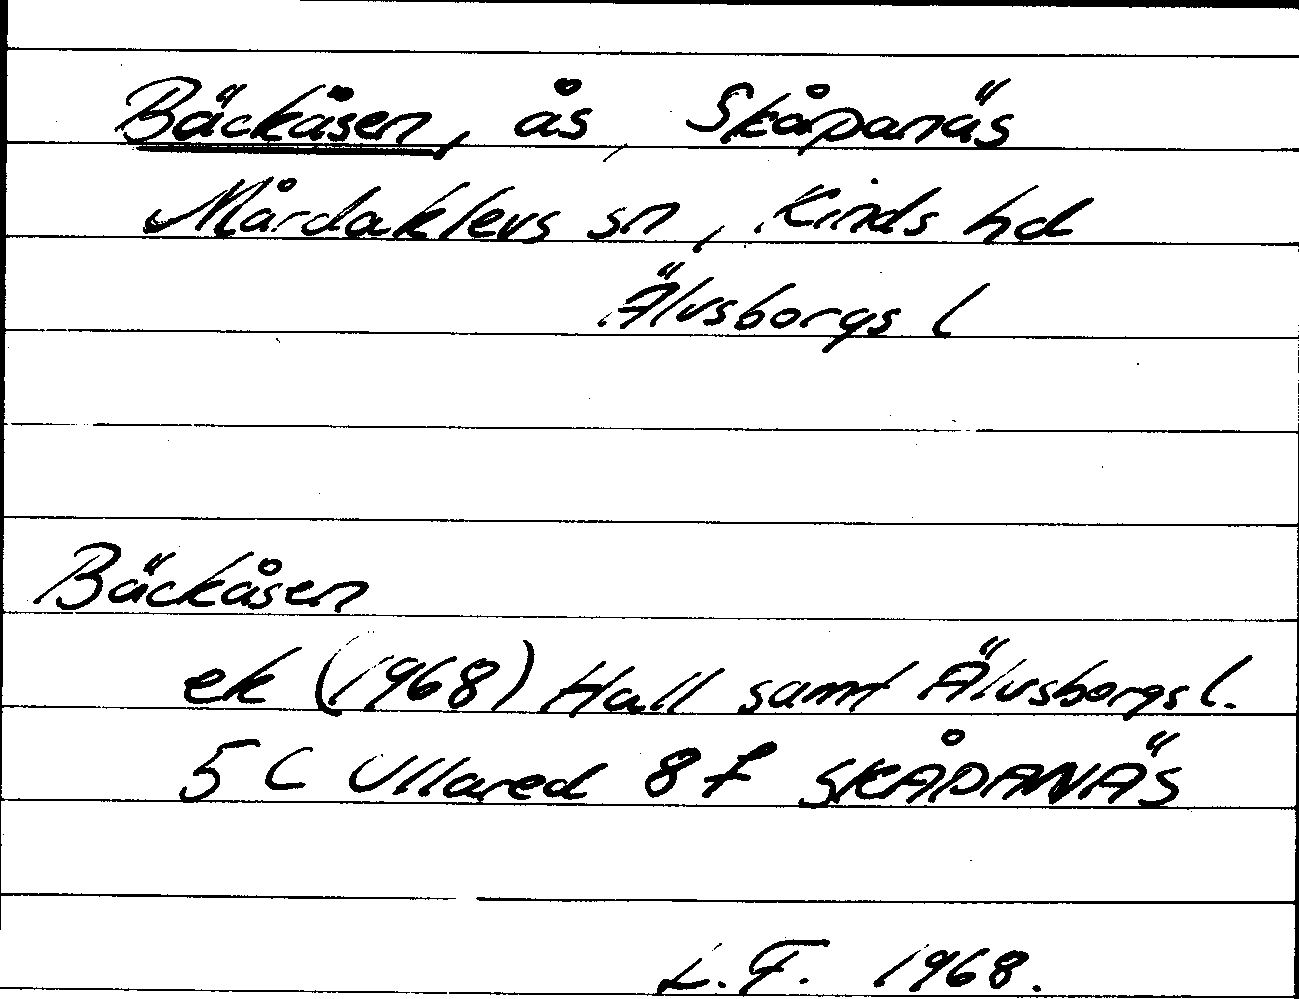 Bäckåsen, ås, Skåpanäs
Mårdaklevs sn, Kinds hd
Älvsborgs l
Bäckåsen
ek (1968) Hall samt Älvsborgs l.
5 C Ullared 8 f SKÅPANÄS
L.F. 1968.